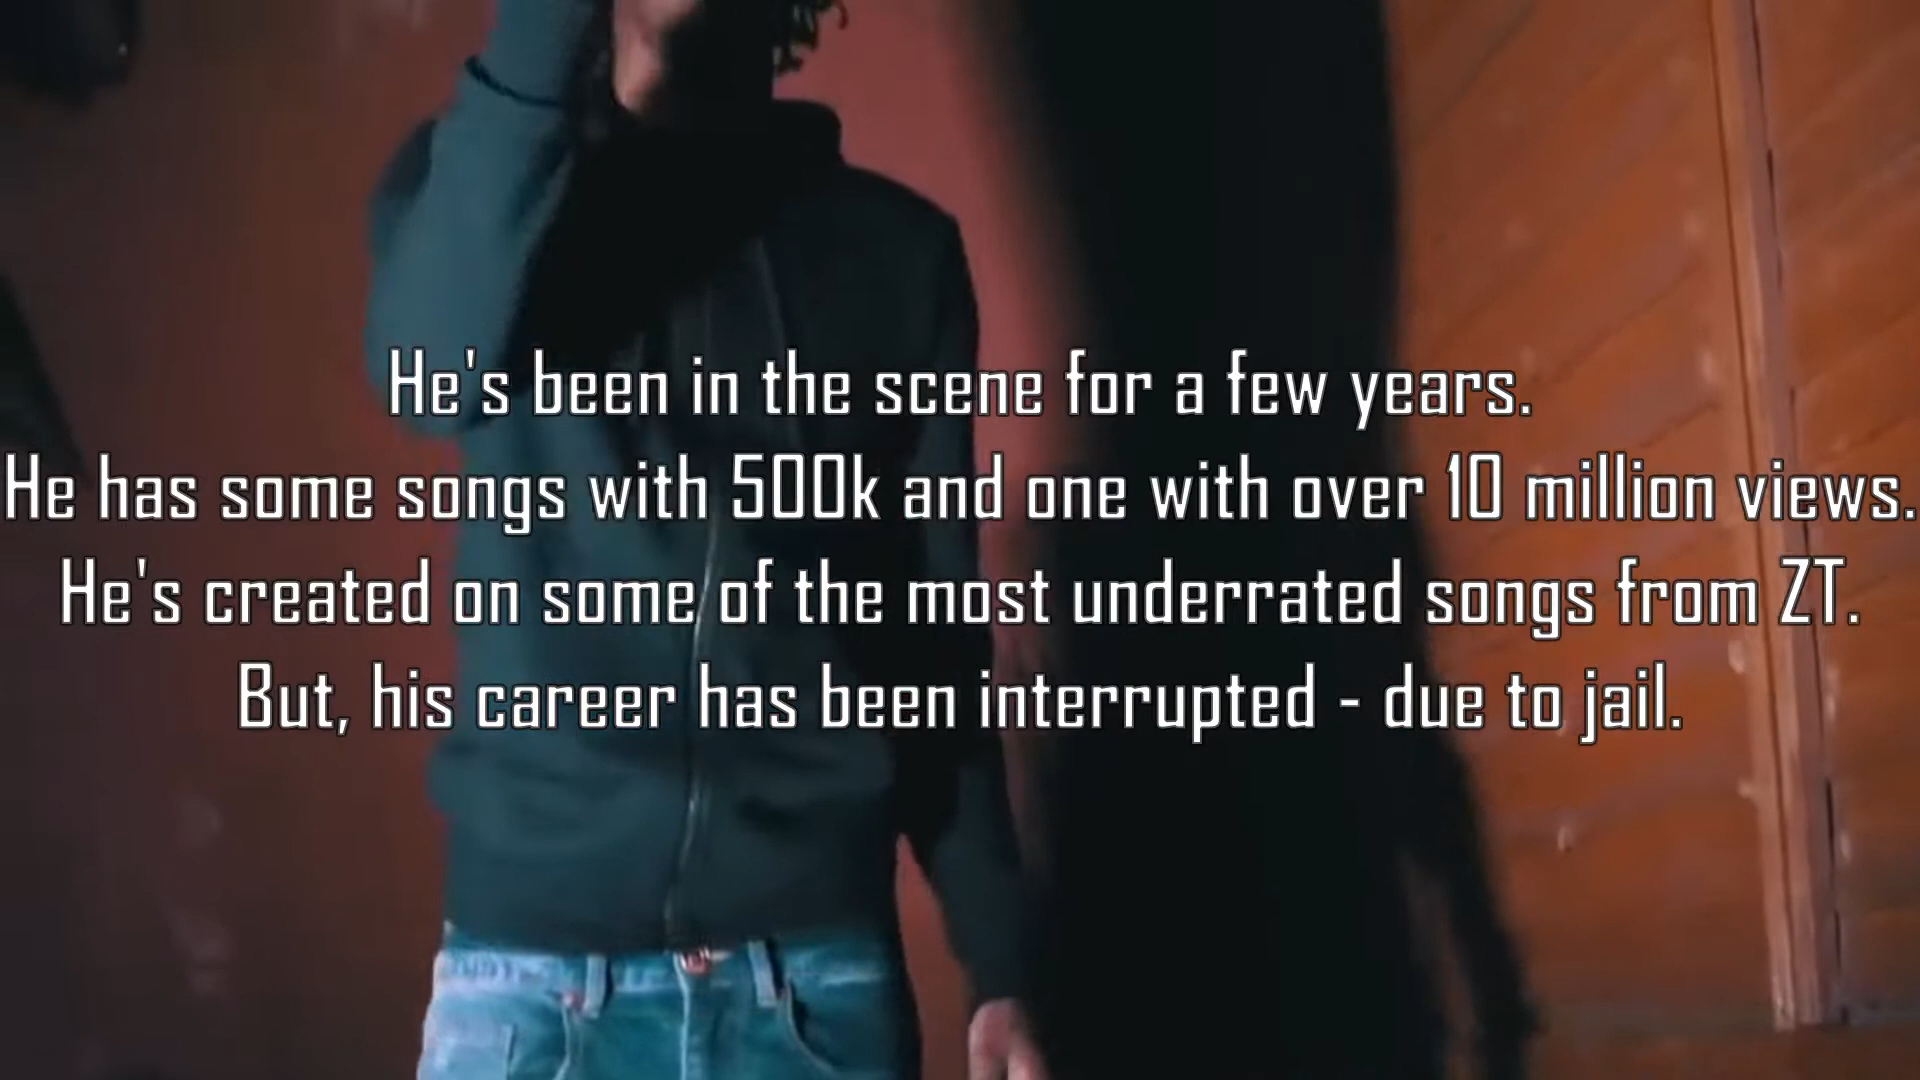 He's been in the scene for a few years.
He has some songs with 500k and one with over 10 million views.
He's created on some of the most underrated songs from ZT.
But, his career has been interrupted - due to jail.